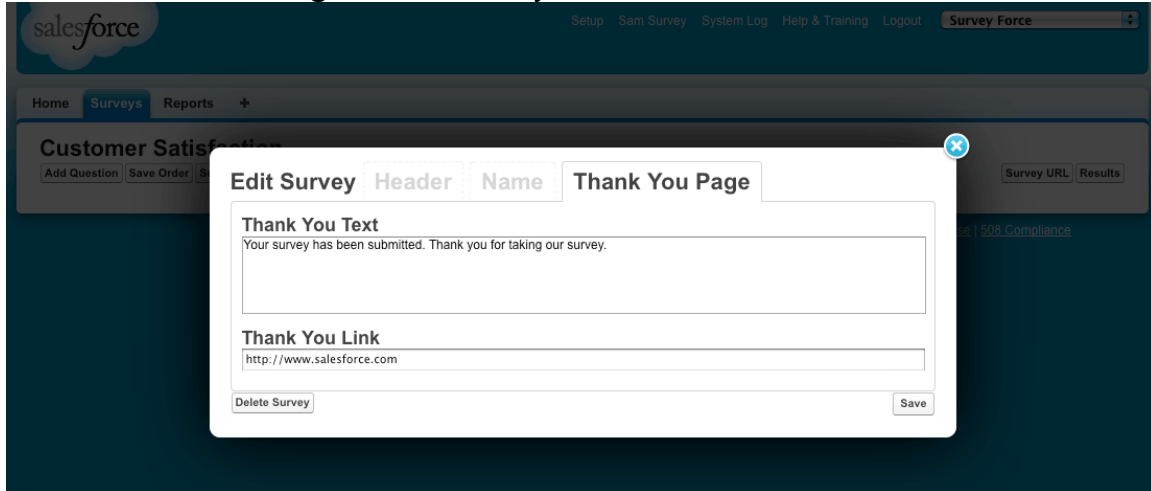 salesforce
Setup Sam Survey System Log Help & Training Logout Survey Force
Home Surveys Reports +
Customer Satisfaction
Add Question Save Order Survey URL Results
Edit Survey Header Name Thank You Page
Thank You Text
Your survey has been submitted. Thank you for taking our survey.
| 508 Compliance
Thank You Link
http://www.salesforce.com
Delete Survey Save